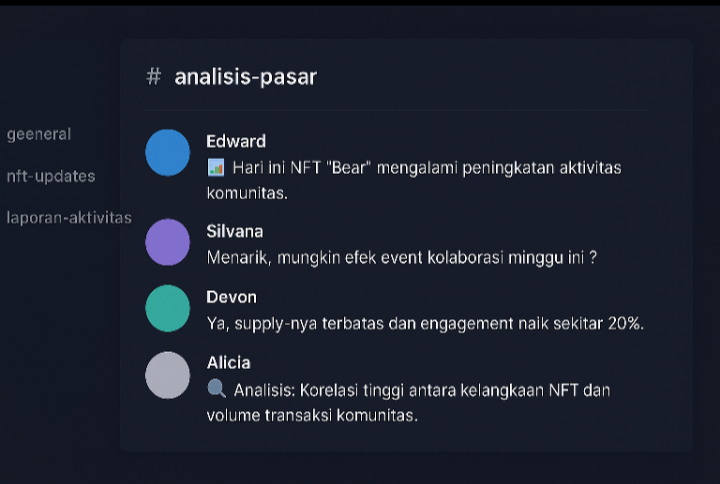 # analisis-pasar
geeneral
nft-updates
laporan-aktivitas
Edward
📊 Hari ini NFT "Bear" mengalami peningkatan aktivitas
komunitas.
Silvana
Menarik, mungkin efek event kolaborasi minggu ini ?
Devon
Ya, supply-nya terbatas dan engagement naik sekitar 20%.
Alicia
🔍 Analisis: Korelasi tinggi antara kelangkaan NFT dan
volume transaksi komunitas.